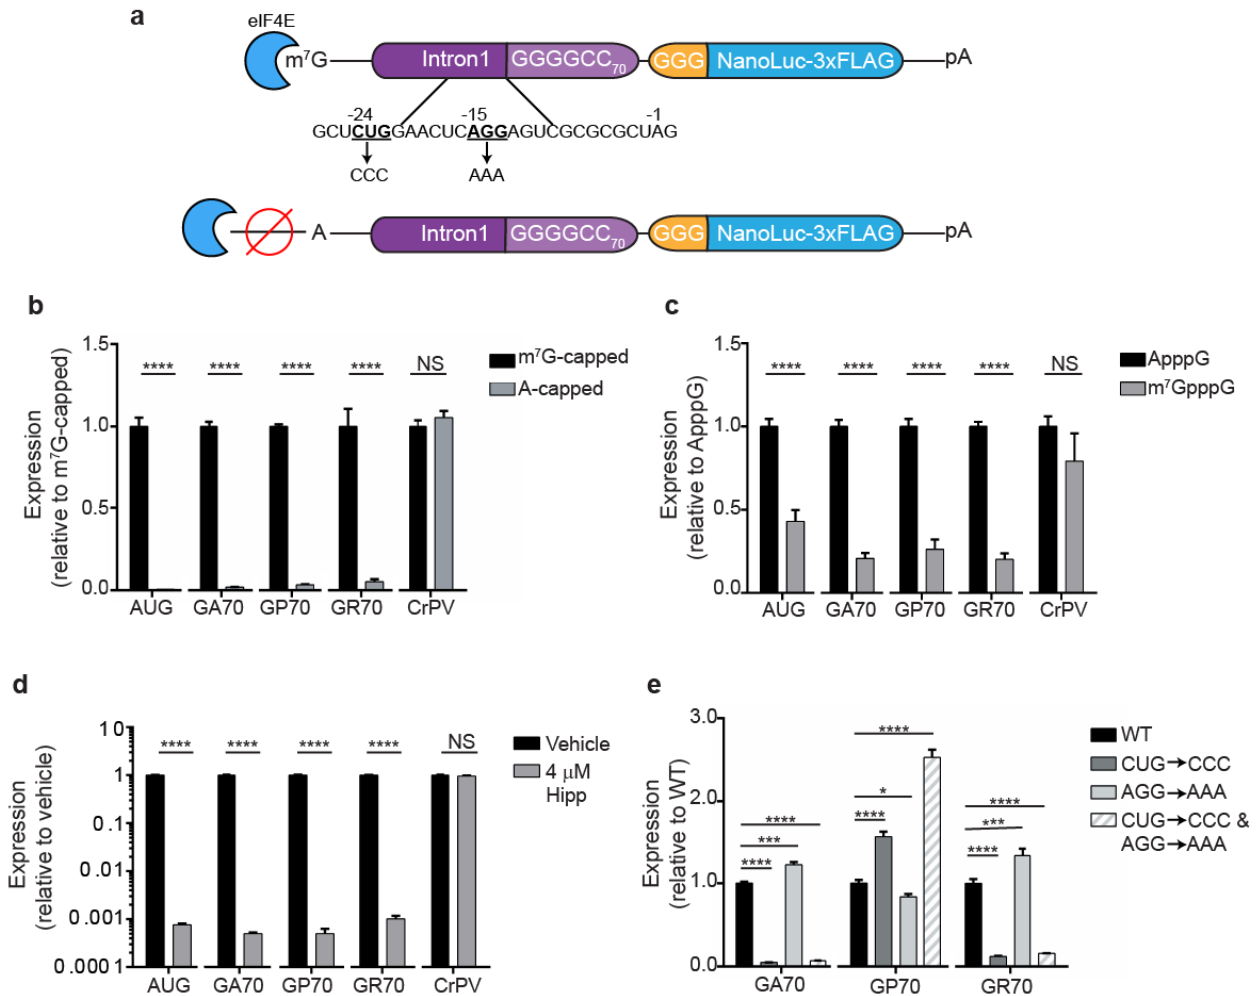 a
eIF4E
m⁷G
Intron1
GGGGCC₇₀
GGG
NanoLuc-3xFLAG
pA
-24
-15
-1
GCUCUGGAACUCAGGAGUCGCGCGCUAG
CCC
AAA
A
Intron1
GGGGCC₇₀
GGG
NanoLuc-3xFLAG
pA
b
Expression
(relative to m⁷G-capped)
1.5
1.0
0.5
0.0
****
****
****
****
NS
m⁷G-capped
A-capped
AUG
GA70
GP70
GR70
CrPV
c
Expression
(relative to ApppG)
1.5
1.0
0.5
0.0
****
****
****
****
NS
ApppG
m⁷GpppG
AUG
GA70
GP70
GR70
CrPV
d
Expression
(relative to vehicle)
10
1
0.1
0.01
0.001
0.0001
****
****
****
****
NS
Vehicle
4 μM
Hipp
AUG
GA70
GP70
GR70
CrPV
e
Expression
(relative to WT)
3.0
2.0
1.0
0.0
****
***
****
****
*
****
****
***
****
WT
CUG→CCC
AGG→AAA
CUG→CCC &
AGG→AAA
GA70
GP70
GR70